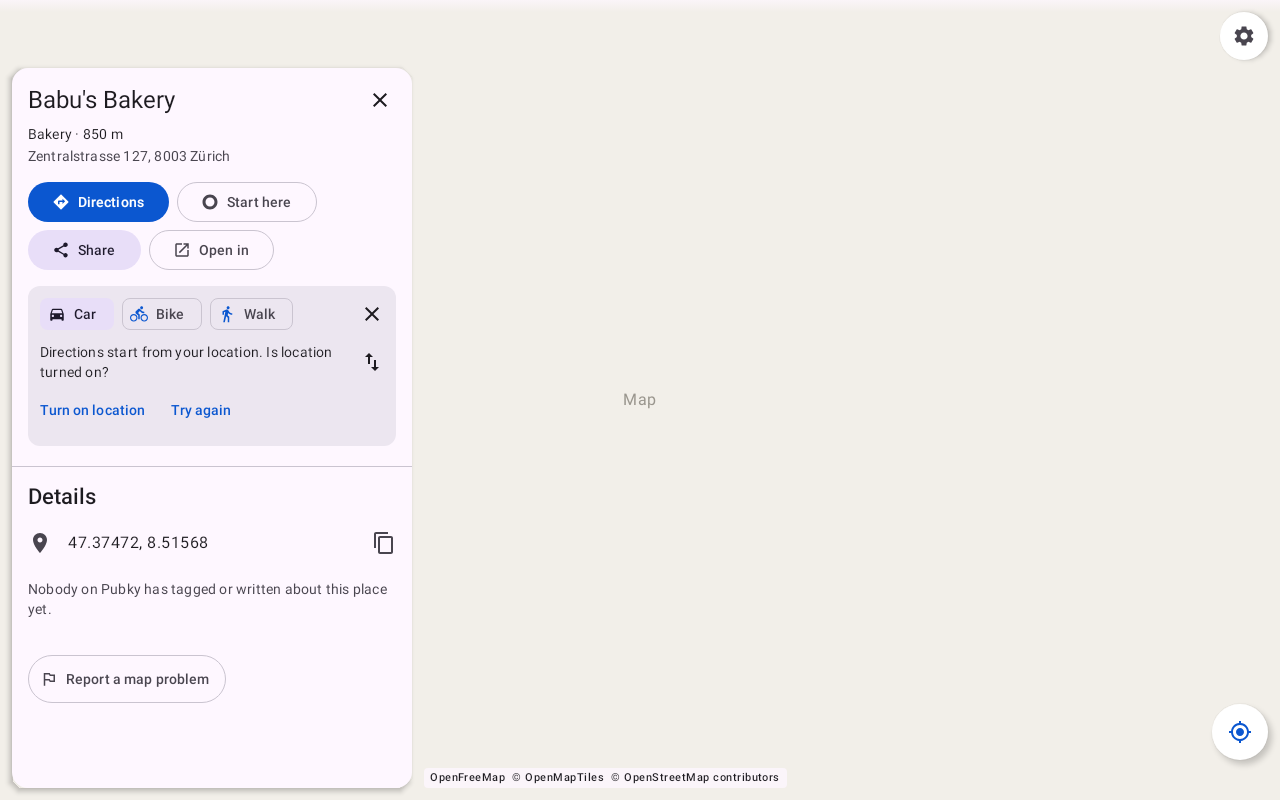 Babu's Bakery
Bakery · 850 m
Zentralstrasse 127, 8003 Zürich
Directions
Start here
Share
Open in
Car
Bike
Walk
Directions start from your location. Is location
turned on?
Turn on location
Try again
Map
Details
47.37472, 8.51568
Nobody on Pubky has tagged or written about this place
yet.
Report a map problem
OpenFreeMap © OpenMapTiles © OpenStreetMap contributors